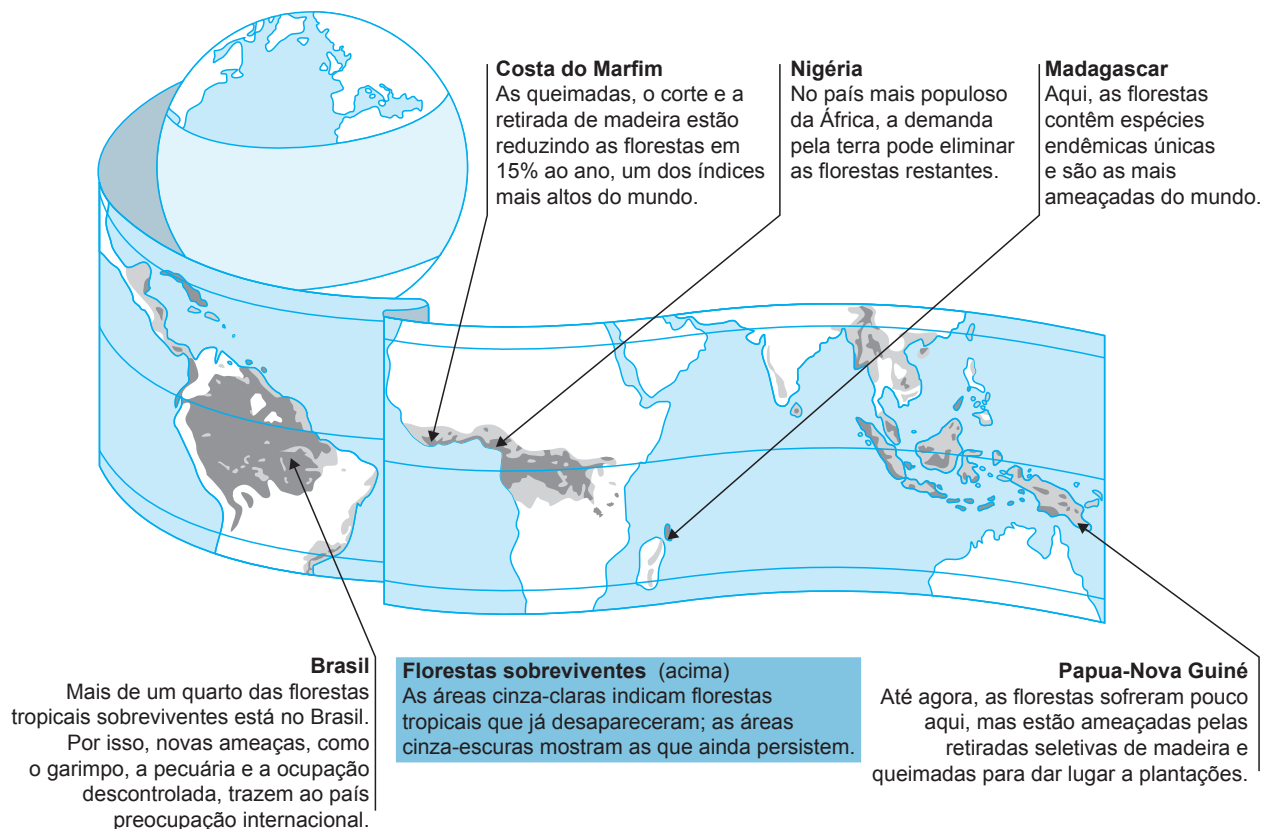 Costa do Marfim
As queimadas, o corte e a
retirada de madeira estão
reduzindo as florestas em
15% ao ano, um dos índices
mais altos do mundo.
Nigéria
No país mais populoso
da África, a demanda
pela terra pode eliminar
as florestas restantes.
Madagascar
Aqui, as florestas
contêm espécies
endêmicas únicas
e são as mais
ameaçadas do mundo.
Brasil
Mais de um quarto das florestas
tropicais sobreviventes está no Brasil.
Por isso, novas ameaças, como
o garimpo, a pecuária e a ocupação
descontrolada, trazem ao país
preocupação internacional.
Florestas sobreviventes (acima)
As áreas cinza-claras indicam florestas
tropicais que já desapareceram; as áreas
cinza-escuras mostram as que ainda persistem.
Papua-Nova Guiné
Até agora, as florestas sofreram pouco
aqui, mas estão ameaçadas pelas
retiradas seletivas de madeira e
queimadas para dar lugar a plantações.